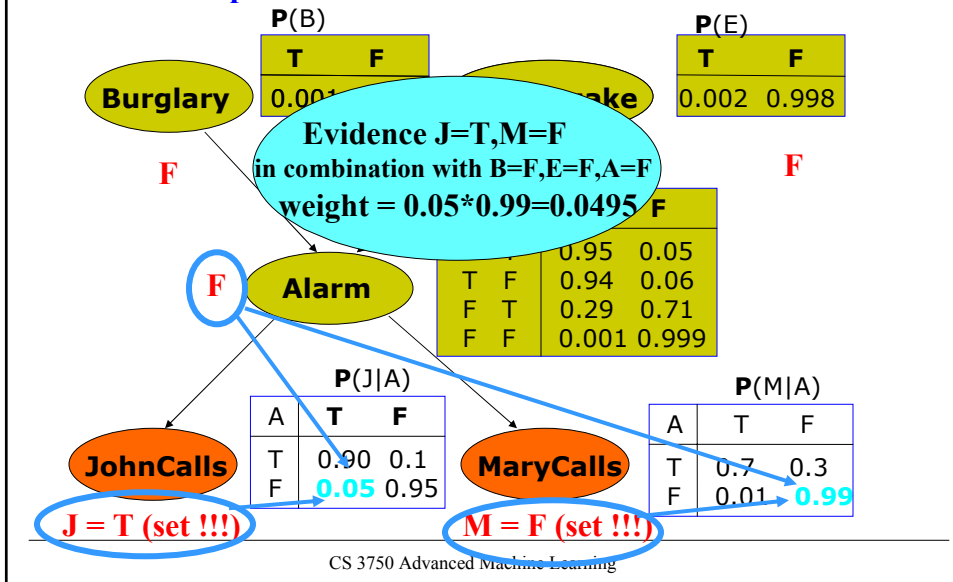 P(B)
T F
0.001
Burglary
P(E)
T F
0.002 0.998
F
F
Evidence J=T,M=F
in combination with B=F,E=F,A=F
weight = 0.05*0.99=0.0495
F
0.95 0.05
T F 0.94 0.06
F T 0.29 0.71
F F 0.001 0.999
F
Alarm
P(J|A)
A T F
T 0.90 0.1
F 0.05 0.95
P(M|A)
A T F
T 0.7 0.3
F 0.01 0.99
JohnCalls
MaryCalls
J = T (set !!!)
M = F (set !!!)
CS 3750 Advanced Machine Learning